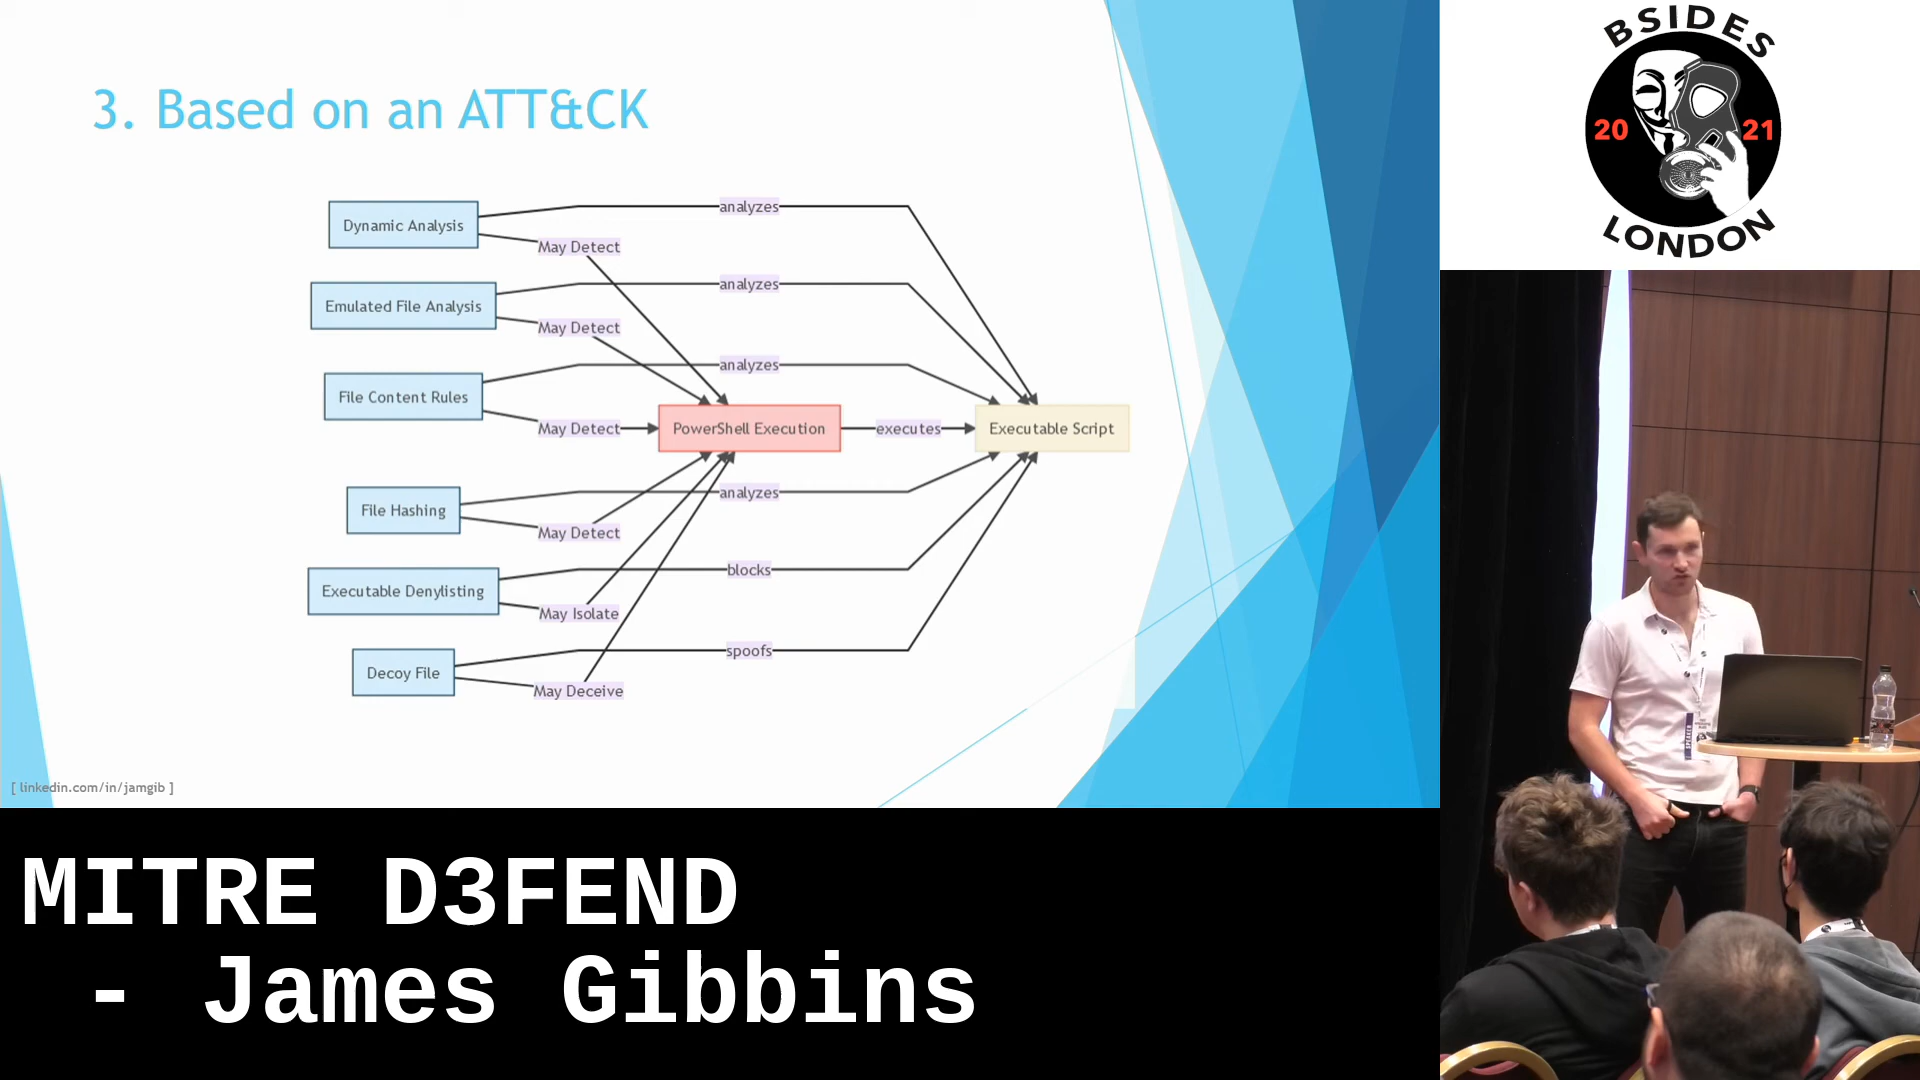 3. Based on an ATT&CK
Dynamic Analysis
analyzes
May Detect
Emulated File Analysis
analyzes
May Detect
File Content Rules
analyzes
May Detect
PowerShell Execution
executes
Executable Script
File Hashing
analyzes
May Detect
Executable Denylisting
blocks
May Isolate
Decoy File
spoofs
May Deceive
[ linkedin.com/in/jamgib ]
MITRE D3FEND
- James Gibbins
BSIDES
20 21
LONDON
SPEAKER